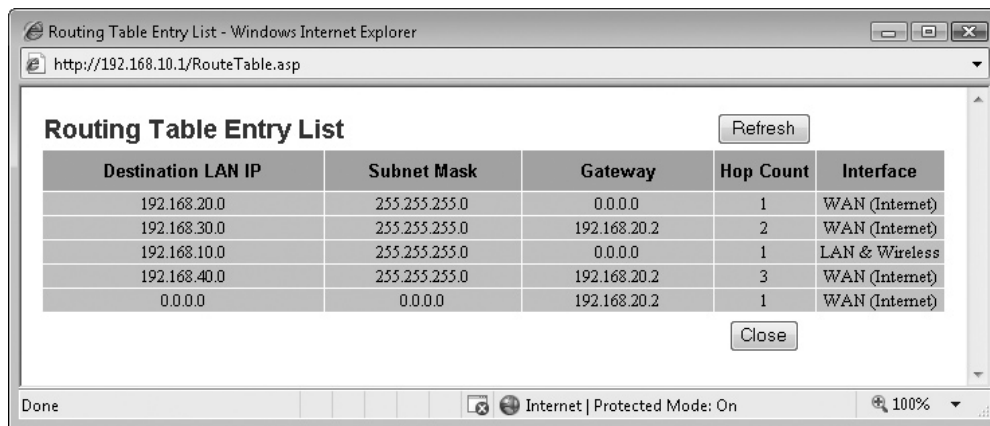 Routing Table Entry List - Windows Internet Explorer
http://192.168.10.1/RouteTable.asp
Routing Table Entry List Refresh
Destination LAN IP Subnet Mask Gateway Hop Count Interface
192.168.20.0 255.255.255.0 0.0.0.0 1 WAN (Internet)
192.168.30.0 255.255.255.0 192.168.20.2 2 WAN (Internet)
192.168.10.0 255.255.255.0 0.0.0.0 1 LAN & Wireless
192.168.40.0 255.255.255.0 192.168.20.2 3 WAN (Internet)
0.0.0.0 0.0.0.0 192.168.20.2 1 WAN (Internet)
Close
Done Internet | Protected Mode: On 100%